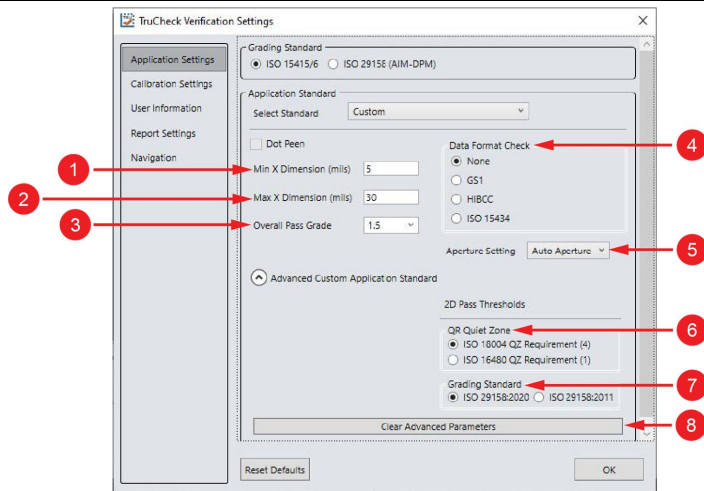 TruCheck Verification Settings
Application Settings
Calibration Settings
User Information
Report Settings
Navigation
Grading Standard
ISO 15415/6 ISO 29158 (AIM-DPM)
Application Standard
Select Standard Custom
Dot Peen
1 Min X Dimension (mils) 5
2 Max X Dimension (mils) 30
3 Overall Pass Grade 1.5
Data Format Check 4
None
GS1
HIBCC
ISO 15434
Aperture Setting Auto Aperture 5
Advanced Custom Application Standard
2D Pass Thresholds
QR Quiet Zone 6
ISO 18004 QZ Requirement (4)
ISO 16480 QZ Requirement (1)
Grading Standard 7
ISO 29158:2020 ISO 29158:2011
Clear Advanced Parameters 8
Reset Defaults OK